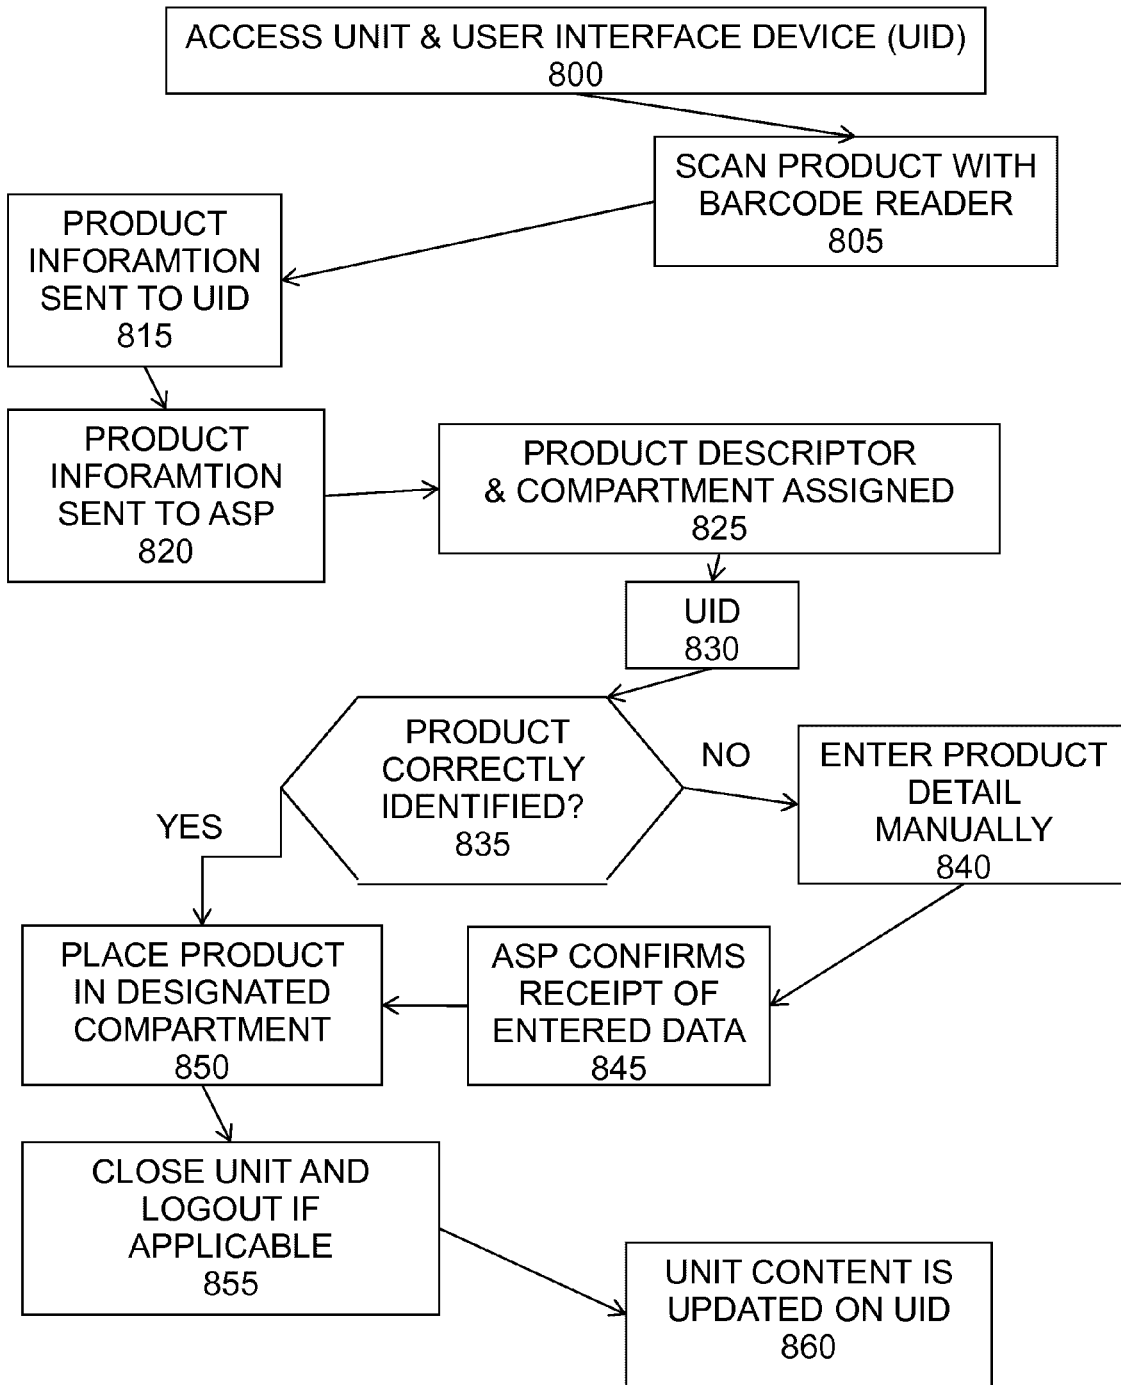 ACCESS UNIT & USER INTERFACE DEVICE (UID)
800
SCAN PRODUCT WITH
BARCODE READER
805
PRODUCT
INFORAMTION
SENT TO UID
815
PRODUCT
INFORAMTION
SENT TO ASP
820
PRODUCT DESCRIPTOR
& COMPARTMENT ASSIGNED
825
UID
830
PRODUCT
CORRECTLY
IDENTIFIED?
835
NO
YES
ENTER PRODUCT
DETAIL
MANUALLY
840
ASP CONFIRMS
RECEIPT OF
ENTERED DATA
845
PLACE PRODUCT
IN DESIGNATED
COMPARTMENT
850
CLOSE UNIT AND
LOGOUT IF
APPLICABLE
855
UNIT CONTENT IS
UPDATED ON UID
860